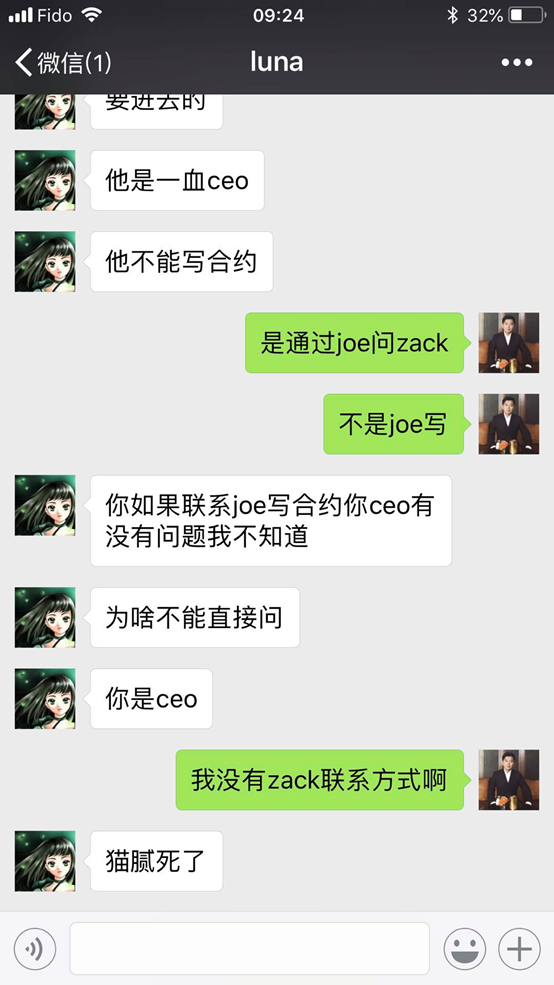 Fido 09:24 32%
微信(1) luna
要进去的
他是一血ceo
他不能写合约
是通过joe问zack
不是joe写
你如果联系joe写合约你ceo有
没有问题我不知道
为啥不能直接问
你是ceo
我没有zack联系方式啊
猫腻死了